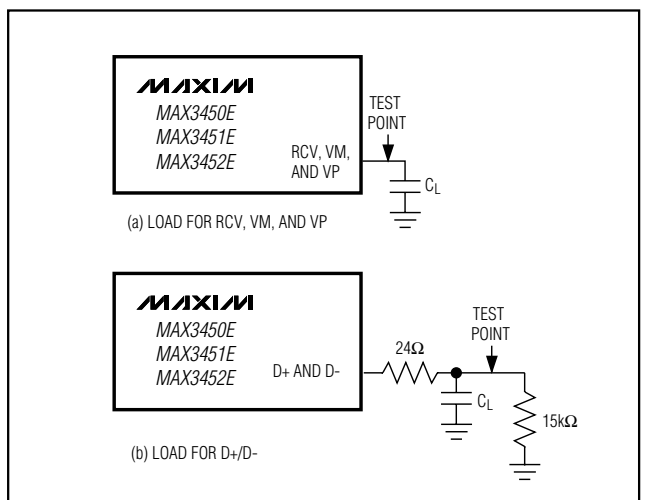 MAXIM
MAX3450E
MAX3451E
MAX3452E
RCV, VM,
AND VP
TEST
POINT
CL
(a) LOAD FOR RCV, VM, AND VP
MAXIM
MAX3450E
MAX3451E
MAX3452E
D+ AND D-
24Ω
TEST
POINT
CL
15kΩ
(b) LOAD FOR D+/D-